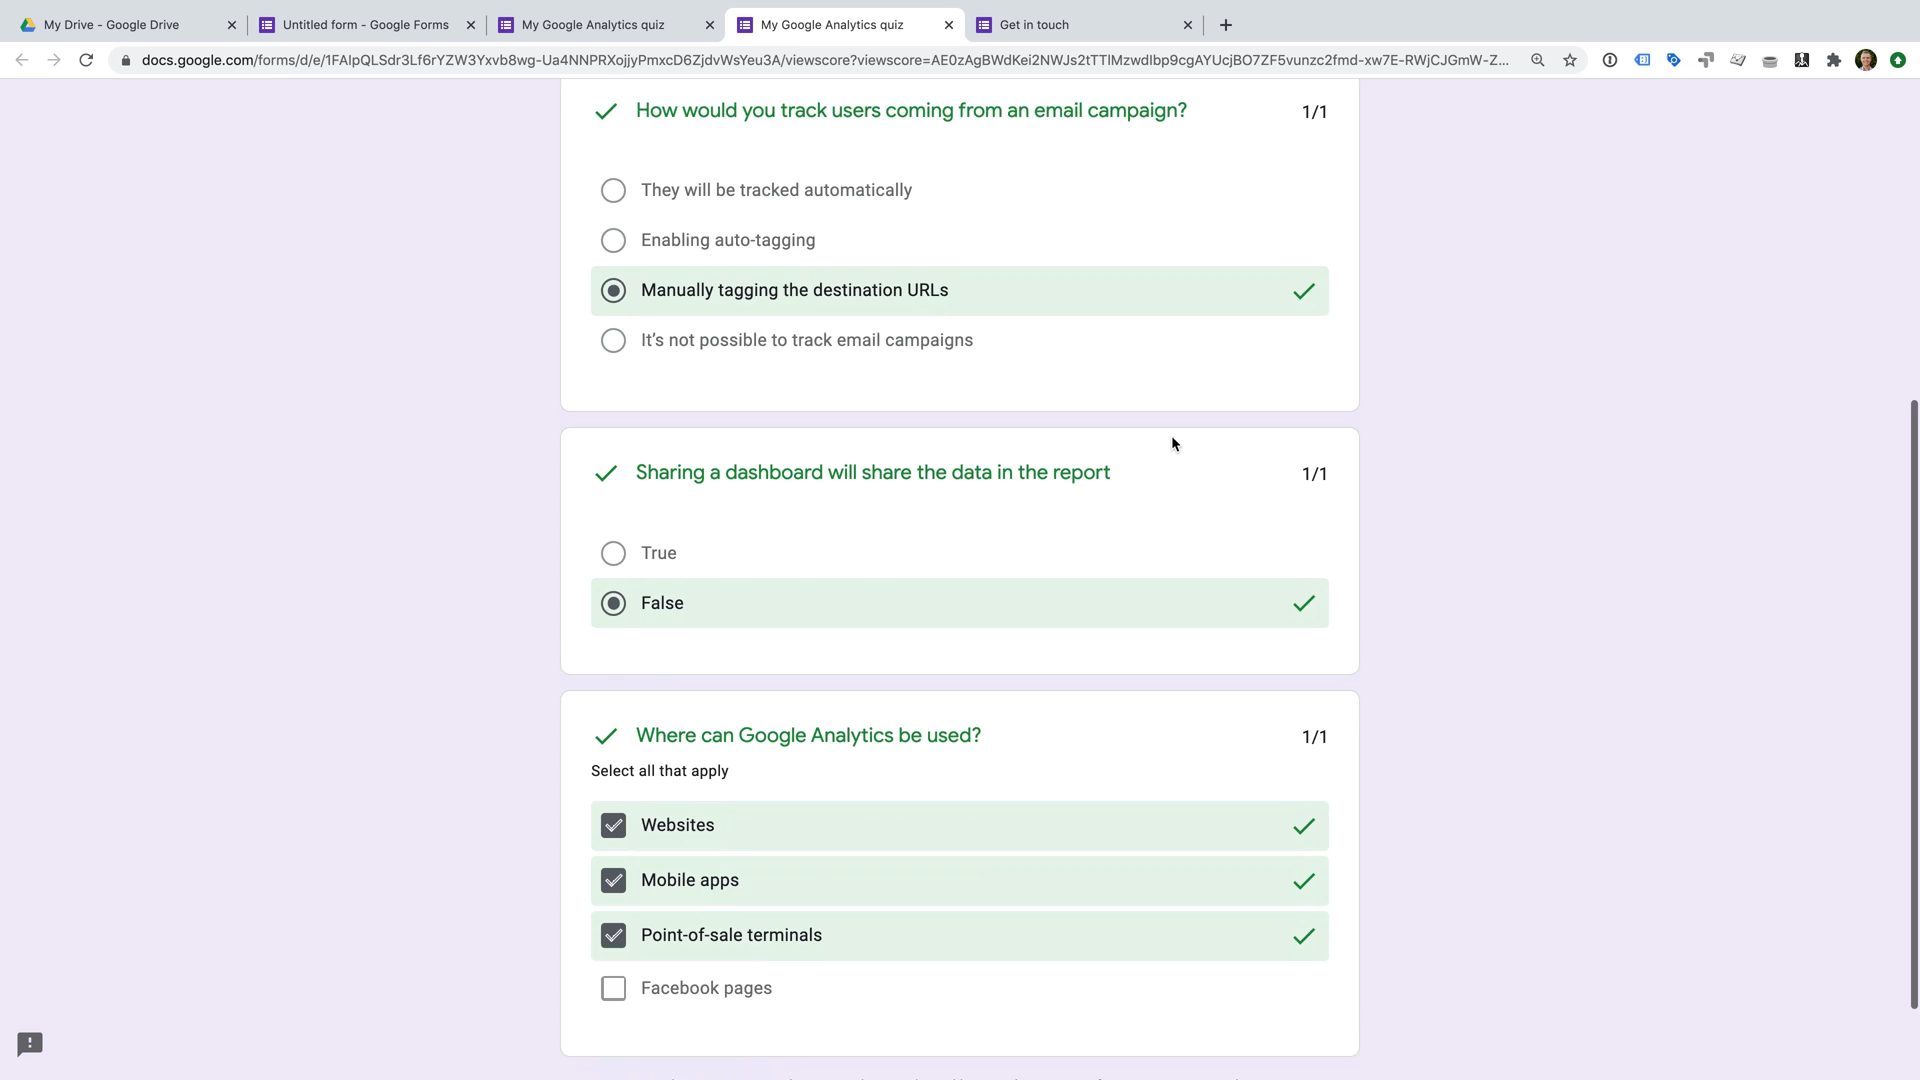 My Drive - Google Drive
Untitled form - Google Forms
My Google Analytics quiz
My Google Analytics quiz
Get in touch
docs.google.com/forms/d/e/1FAIpQLSdr3Lf6rYZW3Yxvb8wg-Ua4NNPRXojjyPmxcD6ZjdvWsYeu3A/viewscore?viewscore=AE0zAgBWdKei2NWJs2tTTlMzwdlbp9cgAYUcjBO7ZF5vunzc2fmd-xw7E-RWjCJGmW-Z...
How would you track users coming from an email campaign?
1/1
They will be tracked automatically
Enabling auto-tagging
Manually tagging the destination URLs
It’s not possible to track email campaigns
Sharing a dashboard will share the data in the report
1/1
True
False
Where can Google Analytics be used?
1/1
Select all that apply
Websites
Mobile apps
Point-of-sale terminals
Facebook pages